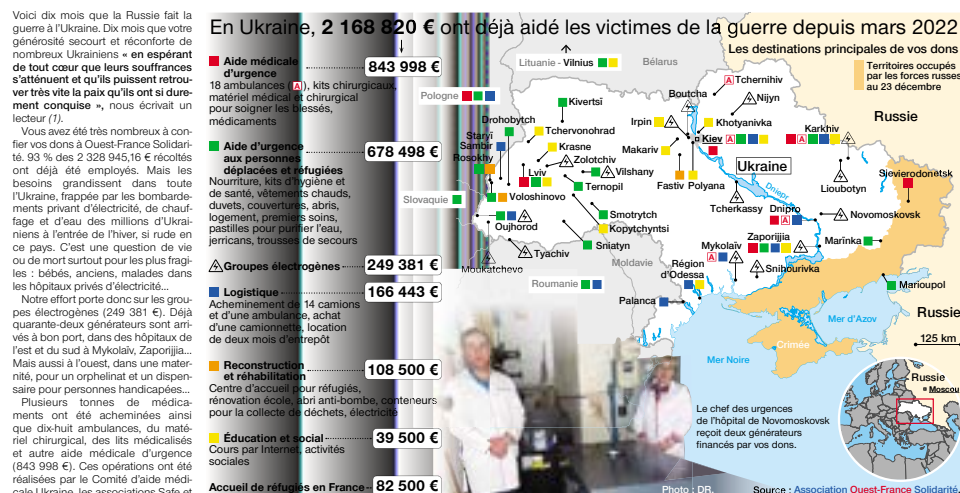 Voici dix mois que la Russie fait la
guerre à l'Ukraine. Dix mois que votre
générosité secourt et réconforte de
nombreux Ukrainiens « en espérant
de tout cœur que leurs souffrances
s'atténuent et qu'ils puissent retrou-
ver très vite la paix qu'ils ont si dure-
ment conquise », nous écrivait un
lecteur (1).
Vous avez été très nombreux à con-
fier vos dons à Ouest-France Solidari-
té. 93 % des 2 328 945,16 € récoltés
ont déjà été employés. Mais les
besoins grandissent dans toute
l'Ukraine, frappée par les bombarde-
ments privant d'électricité, de chauf-
fage et d'eau des millions d'Ukrai-
niens à l'entrée de l'hiver, si rude en
ce pays. C'est une question de vie
ou de mort surtout pour les plus fragi-
les : bébés, anciens, malades dans
les hôpitaux privés d'électricité...
Notre effort porte donc sur les grou-
pes électrogènes (249 381 €). Déjà
quarante-deux générateurs sont arri-
vés à bon port, dans des hôpitaux de
l'est et du sud à Mykolaïv, Zaporijjia...
Mais aussi à l'ouest, dans une mater-
nité, pour un orphelinat et un dispen-
saire pour personnes handicapées...
Plusieurs tonnes de médica-
ments ont été acheminées ainsi
que dix-huit ambulances, du maté-
riel chirurgical, des lits médicalisés
et autre aide médicale d'urgence
(843 998 €). Ces opérations ont été
réalisées par le Comité d'aide médi-
cale Ukraine, les associations Safe et
En Ukraine, 2 168 820 € ont déjà aidé les victimes de la guerre depuis mars 2022
Aide médicale
d'urgence
843 998 €
18 ambulances (A), kits chirurgicaux,
matériel médical et chirurgical
pour soigner les blessés,
médicaments
Aide d'urgence
aux personnes
déplacées et réfugiées
678 498 €
Nourriture, kits d'hygiène et
de santé, vêtements chauds,
duvets, couvertures, abris,
logement, premiers soins,
pastilles pour purifier l'eau,
jerricans, trousses de secours
Groupes électrogènes
249 381 €
Logistique
166 443 €
Acheminement de 14 camions
et d'une ambulance, achat
d'une camionnette, location
de deux mois d'entrepôt
Reconstruction
et réhabilitation
108 500 €
Centre d'accueil pour réfugiés,
rénovation école, abri anti-bombe, conteneurs
pour la collecte de déchets, électricité
Éducation et social
39 500 €
Cours par Internet, activités
sociales
Accueil de réfugiés en France
82 500 €
Les destinations principales de vos dons
Territoires occupés
par les forces russes
au 23 décembre
Lituanie - Vilnius
Bélarus
Pologne
Slovaquie
Roumanie
Moldavie
Russie
Ukraine
Kivertsï
Drohobytch
Staryï
Sambir
Rosokhy
Tchervonohrad
Krasne
Zolotchiv
Lviv
Vilshany
Voloshinovo
Ternopil
Oujhorod
Smotrytch
Kopytchyntsi
Tyachiv
Sniatyn
Moukatchevo
Tchernihiv
A
Boutcha
Nijyn
Irpin
Khotyanivka
Makariv
Kiev
A
Karkhiv
A
Fastiv
Polyana
Lioubotyn
Sievierodonetsk
Dniepr
Tcherkassy
Dnipro
A
Novomoskovsk
Zaporijjia
Marïnka
Mykolaïv
A
Snihourivka
Région
d'Odessa
Palanca
Marioupol
Mer d'Azov
Crimée
Mer Noire
Russie
125 km
Russie
Moscou
Le chef des urgences
de l'hôpital de Novomoskovsk
reçoit deux générateurs
financés par vos dons.
Photo : DR.
Source : Association Ouest-France Solidarité.